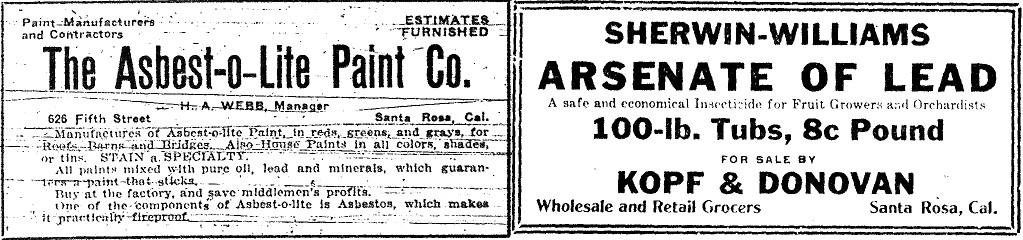 Paint Manufacturers
and Contractors
ESTIMATES
FURNISHED
The Asbest-o-Lite Paint Co.
H. A. WEBB, Manager
626 Fifth Street
Santa Rosa, Cal.
Manufactures of Asbest-o-lite Paint, in reds, greens, and grays, for
Roofs, Barns and Bridges. Also House Paints in all colors, shades,
or tins. STAIN a SPECIALTY.
All paints mixed with pure oil, lead and minerals, which guaran-
ters a paint that sticks.
Buy at the factory, and save middlemen's profits.
One of the components of Asbest-o-lite is Asbestos, which makes
it practically fireproof.
SHERWIN-WILLIAMS
ARSENATE OF LEAD
A safe and economical Insecticide for Fruit Growers and Orchardists
100-lb. Tubs, 8c Pound
FOR SALE BY
KOPF & DONOVAN
Wholesale and Retail Grocers
Santa Rosa, Cal.